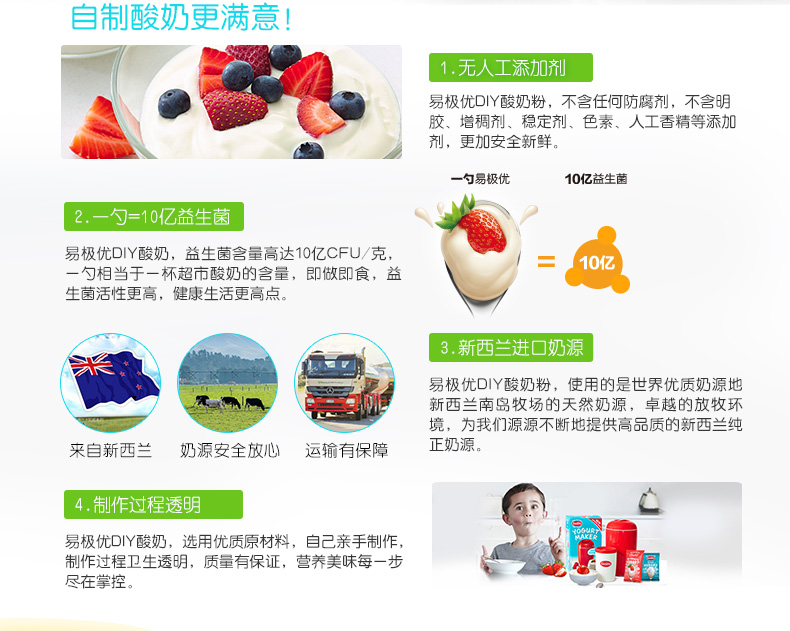 自制酸奶更满意!
1.无人工添加剂
易极优DIY酸奶粉，不含任何防腐剂，不含明
胶、增稠剂、稳定剂、色素、人工香精等添加
剂，更加安全新鲜。
一勺易极优
10亿益生菌
=
10亿
2.一勺=10亿益生菌
易极优DIY酸奶，益生菌含量高达10亿CFU/克，
一勺相当于一杯超市酸奶的含量，即做即食，益
生菌活性更高，健康生活更高点。
来自新西兰
奶源安全放心
运输有保障
3.新西兰进口奶源
易极优DIY酸奶粉，使用的是世界优质奶源地
新西兰南岛牧场的天然奶源，卓越的放牧环
境，为我们源源不断地提供高品质的新西兰纯
正奶源。
4.制作过程透明
易极优DIY酸奶，选用优质原材料，自己亲手制作，
制作过程卫生透明，质量有保证，营养美味每一步
尽在掌控。
YOGURT
MAKER